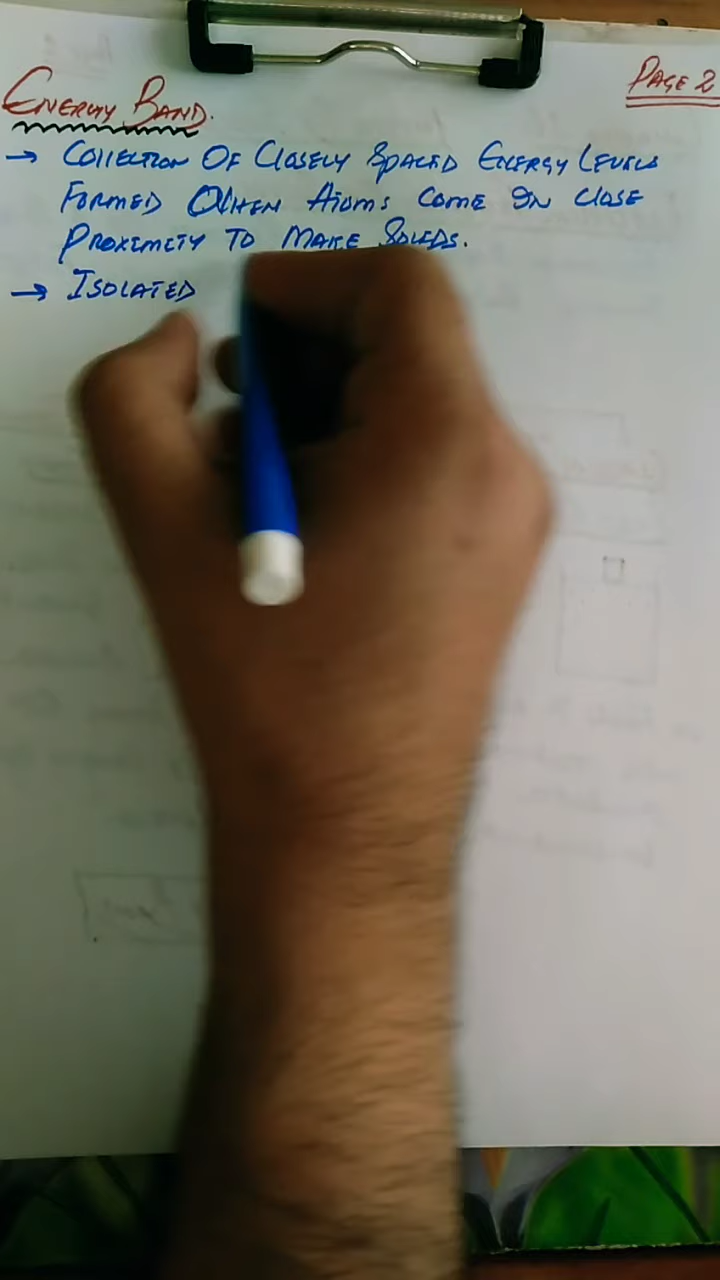 PAGE 2
ENERGY BAND.
→ COLLECTION OF CLOSELY SPACED ENERGY LEVELS
FORMED WHEN ATOMS COME IN CLOSE
PROXIMITY TO MAKE SOLIDS.
→ ISOLATED